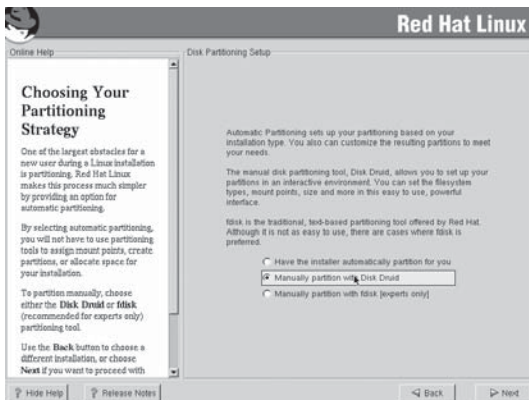 Red Hat Linux
Online Help
Disk Partitioning Setup
Choosing Your
Partitioning
Strategy
One of the largest obstacles for a
new user during a Linux installation
is partitioning. Red Hat Linux
makes this process much simpler
by providing an option for
automatic partitioning.
By selecting automatic partitioning,
you will not have to use partitioning
tools to assign mount points, create
partitions, or allocate space for
your installation.
To partition manually, choose
either the Disk Druid or fdisk
(recommended for experts only)
partitioning tool.
Use the Back button to choose a
different installation, or choose
Next if you want to proceed with
Automatic Partitioning sets up your partitioning based on your
installation type. You also can customize the resulting partitions to meet
your needs.
The manual disk partitioning tool, Disk Druid, allows you to set up your
partitions in an interactive environment. You can set the filesystem
types, mount points, size and more in this easy to use, powerful
interface.
fdisk is the traditional, text-based partitioning tool offered by Red Hat.
Although it is not as easy to use, there are cases where fdisk is
preferred.
Have the installer automatically partition for you
Manually partition with Disk Druid
Manually partition with fdisk [experts only]
Hide Help
Release Notes
Back
Next